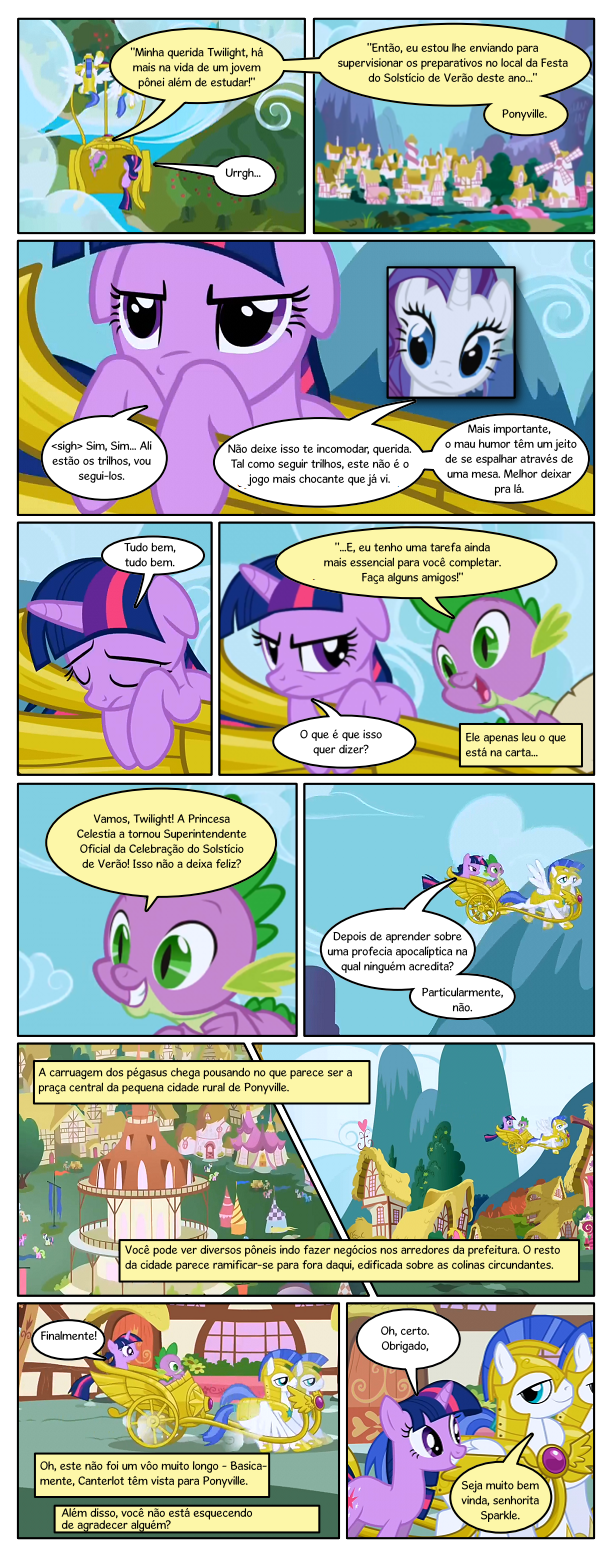 "Minha querida Twilight, há
mais na vida de um jovem
pônei além de estudar!"
"Então, eu estou lhe enviando para
supervisionar os preparativos no local da Festa
do Solstício de Verão deste ano..."
Ponyville.
Urrgh...
<sigh> Sim, Sim... Ali
estão os trilhos, vou
segui-los.
Não deixe isso te incomodar, querida.
Tal como seguir trilhos, este não é o
jogo mais chocante que já vi.
Mais importante,
o mau humor têm um jeito
de se espalhar através de
uma mesa. Melhor deixar
pra lá.
Tudo bem,
tudo bem.
"...E, eu tenho uma tarefa ainda
mais essencial para você completar.
Faça alguns amigos!"
O que é que isso
quer dizer?
Ele apenas leu o que
está na carta...
Vamos, Twilight! A Princesa
Celestia a tornou Superintendente
Oficial da Celebração do Solstício
de Verão! Isso não a deixa feliz?
Depois de aprender sobre
uma profecia apocalíptica na
qual ninguém acredita?
Particularmente,
não.
A carruagem dos pégasus chega pousando no que parece ser a
praça central da pequena cidade rural de Ponyville.
Você pode ver diversos pôneis indo fazer negócios nos arredores da prefeitura. O resto
da cidade parece ramificar-se para fora daqui, edificada sobre as colinas circundantes.
Finalmente!
Oh, este não foi um vôo muito longo - Basica-
mente, Canterlot têm vista para Ponyville.
Além disso, você não está esquecendo
de agradecer alguém?
Oh, certo.
Obrigado,
Seja muito bem
vinda, senhorita
Sparkle.